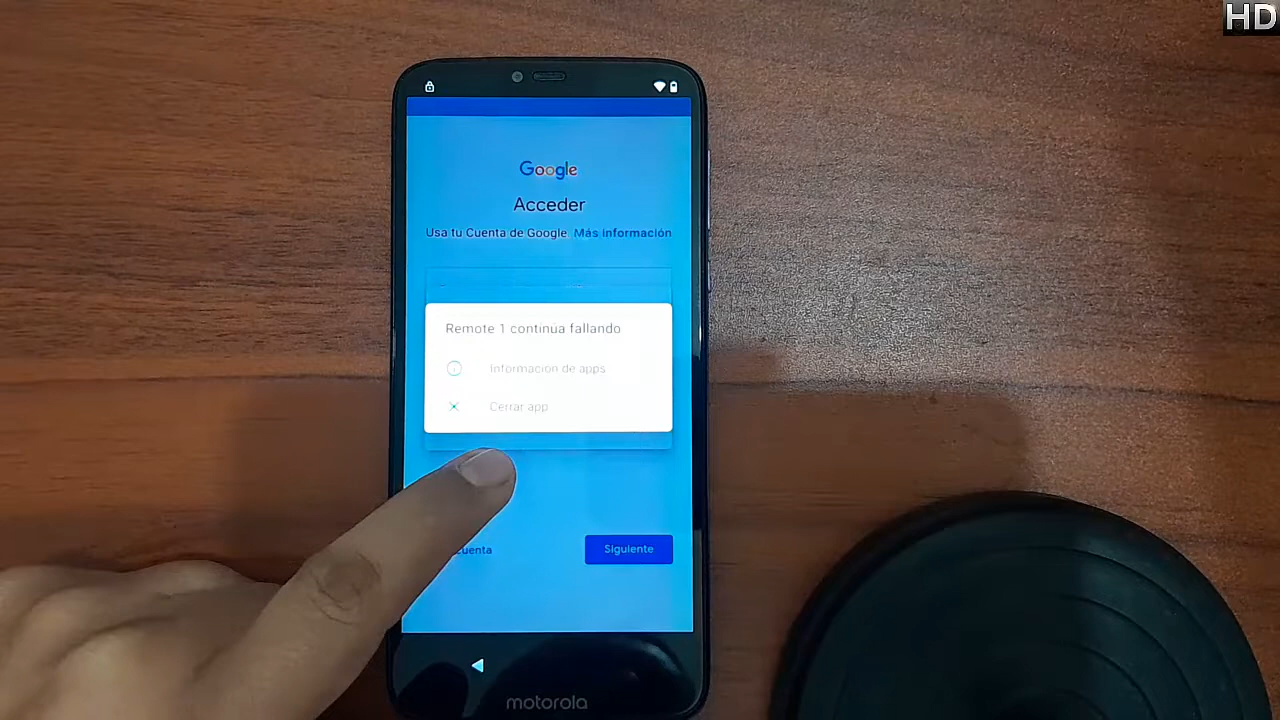 HD
Google
Acceder
Usa tu Cuenta de Google. Más información
Remote 1 continua fallando
Informacion de apps
Cerrar app
cuenta
Siguiente
motorola